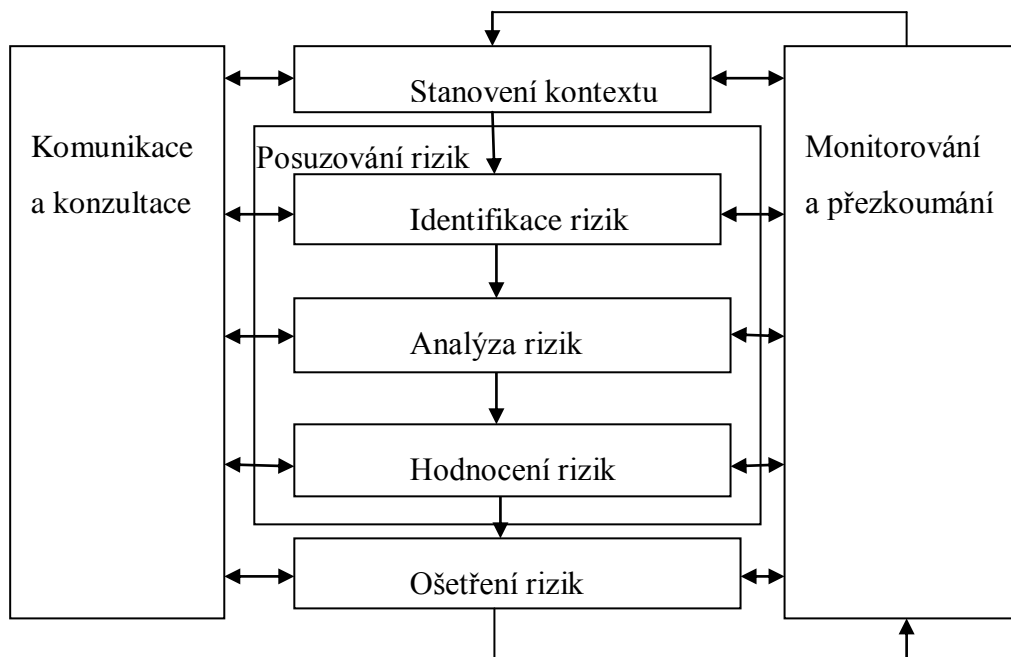 Stanovení kontextu
Komunikace
a konzultace
Posuzování rizik
Monitorování
a přezkoumání
Identifikace rizik
Analýza rizik
Hodnocení rizik
Ošetření rizik